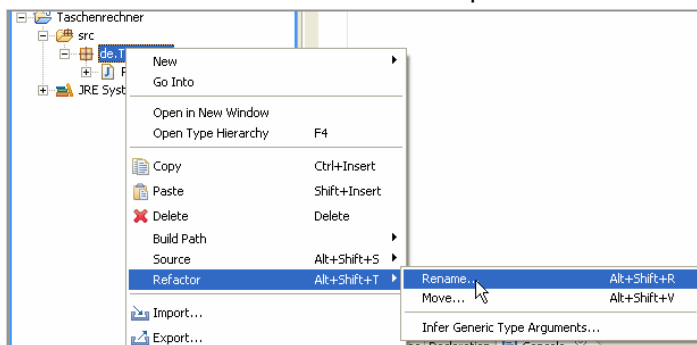 Taschenrechner
src
de.T
JRE Syst
New
Go Into
Open in New Window
Open Type Hierarchy F4
Copy Ctrl+Insert
Paste Shift+Insert
Delete Delete
Build Path
Source Alt+Shift+S
Refactor Alt+Shift+T
Import...
Export...
Rename... Alt+Shift+R
Move... Alt+Shift+V
Infer Generic Type Arguments...
Declaration Console